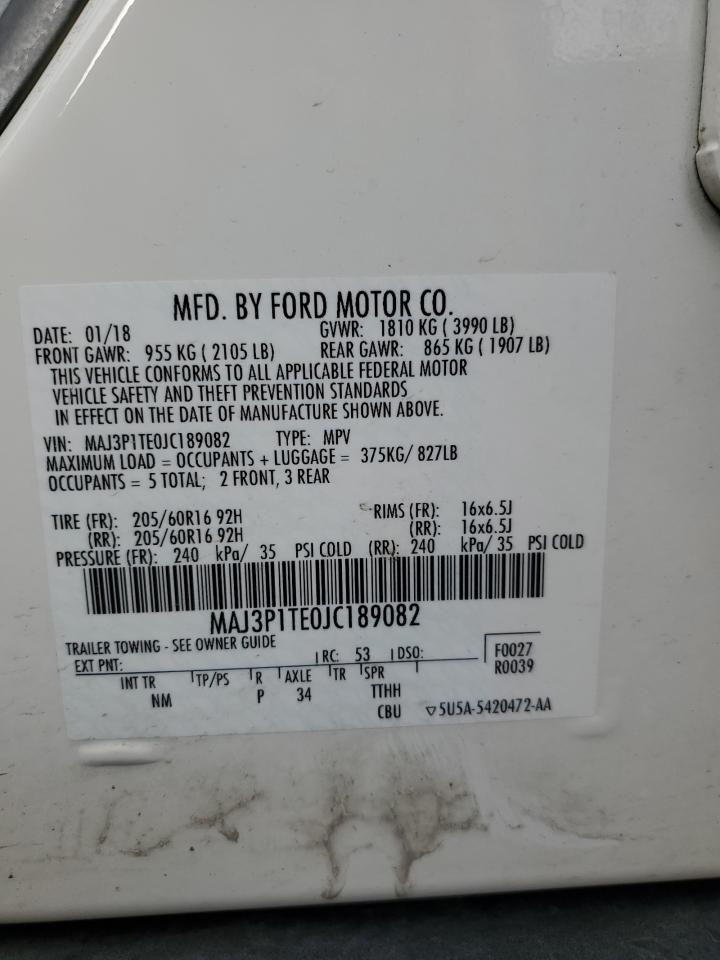 MFD. BY FORD MOTOR CO.
DATE: 01/18 GVWR: 1810 KG ( 3990 LB)
FRONT GAWR: 955 KG ( 2105 LB) REAR GAWR: 865 KG ( 1907 LB)
THIS VEHICLE CONFORMS TO ALL APPLICABLE FEDERAL MOTOR
VEHICLE SAFETY AND THEFT PREVENTION STANDARDS
IN EFFECT ON THE DATE OF MANUFACTURE SHOWN ABOVE.
VIN: MAJ3P1TE0JC189082 TYPE: MPV
MAXIMUM LOAD = OCCUPANTS + LUGGAGE = 375KG/ 827LB
OCCUPANTS = 5 TOTAL; 2 FRONT, 3 REAR
TIRE (FR): 205/60R16 92H RIMS (FR): 16x6.5J
(RR): 205/60R16 92H (RR): 16x6.5J
PRESSURE (FR): 240 kPa/ 35 PSI COLD (RR): 240 kPa/ 35 PSI COLD
MAJ3P1TE0JC189082
TRAILER TOWING - SEE OWNER GUIDE
EXT PNT: RC: 53 DSO: F0027
R0039
INT TR TP/PS R AXLE TR SPR
NM P 34 TTHH
CBU ▽5U5A-5420472-AA